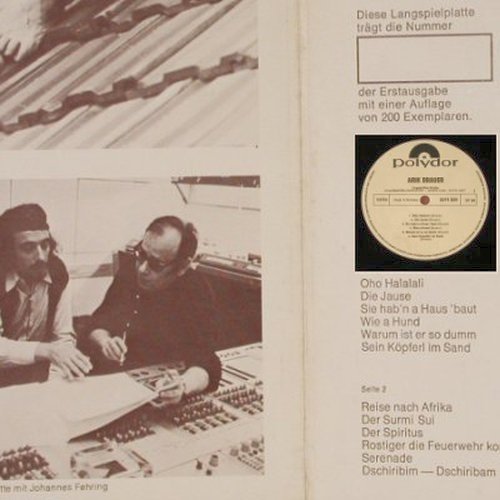 Diese Langspielplatte
trägt die Nummer
der Erstausgabe
mit einer Auflage
von 200 Exemplaren.
polydor
ARIK BRAUER
Oho Halalali
Die Jause
Sie hab'n a Haus 'baut
Wie a Hund
Warum ist er so dumm
Sein Köpferl im Sand
Seite 2
Reise nach Afrika
Der Surmi Sui
Der Spiritus
Rostiger die Feuerwehr ko
Serenade
Dschiribim — Dschiribam
tte mit Johannes Fehring